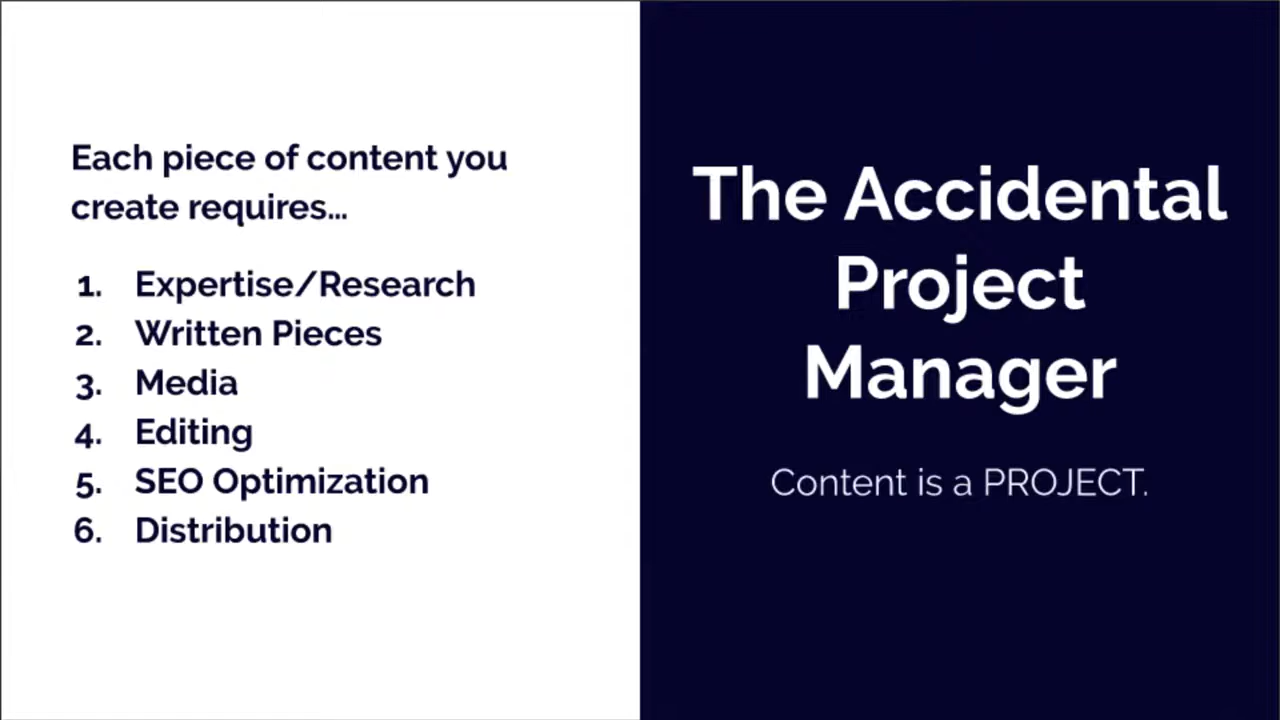 Each piece of content you
create requires...
1. Expertise/Research
2. Written Pieces
3. Media
4. Editing
5. SEO Optimization
6. Distribution
The Accidental
Project
Manager
Content is a PROJECT.